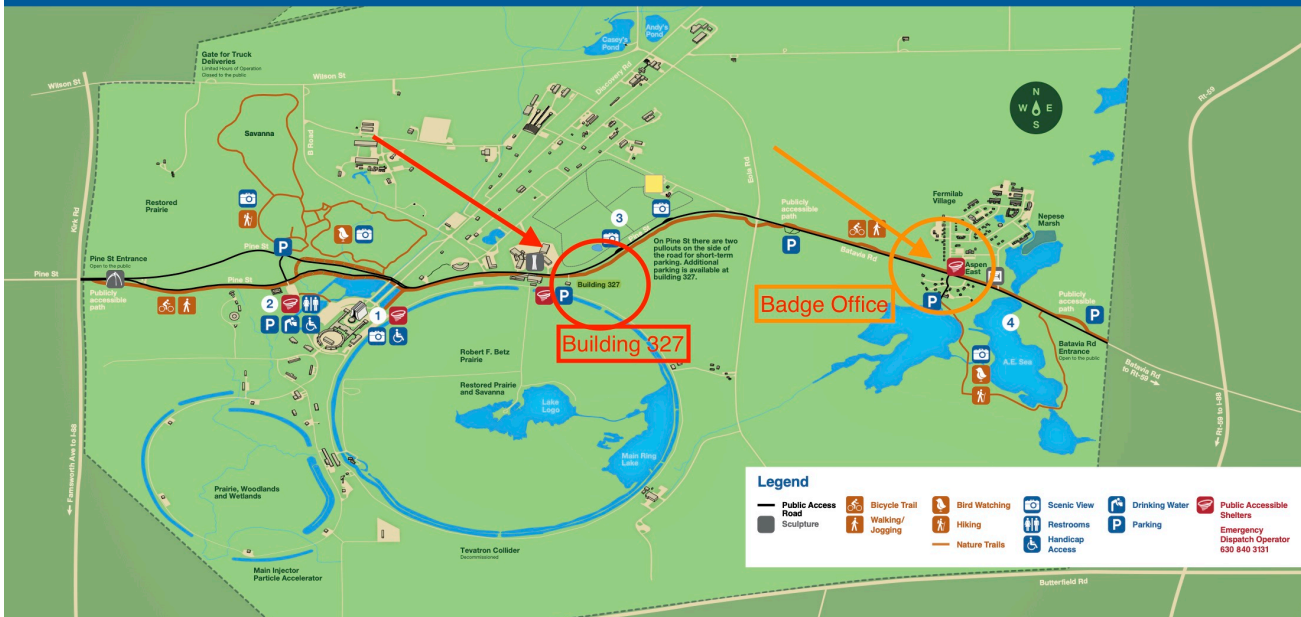 Casey's
Pond
Andy's
Pond
Gate for Truck
Deliveries
Limited Hours of Operation
Closed to the public
Wilson St
Wilson St
Discovery Rd
Rt-59
N
W E
S
Savanna
B Road
Eola Rd
Kirk Rd
Restored
Prairie
Fermilab
Village
Nepese
Marsh
Publicly
accessible
path
3
On Pine St there are two
pullouts on the side of
the road for short-term
parking. Additional
parking is available at
building 327.
Pine St
P
Pine St Entrance
Open to the public
Pine St
Pine St
P
Batavia Rd
Aspen
East
Building 327
Publicly
accessible
path
2
P
1
P
Badge Office
P
Publicly
accessible
path
P
4
Building 327
A.E. Sea
Batavia Rd
Entrance
Open to the public
Batavia Rd
to Rt-59
Robert F. Betz
Prairie
Restored Prairie
and Savanna
Lake
Logo
Main Ring
Lake
Rt-59 to I-88
Farnsworth Ave to I-88
Prairie, Woodlands
and Wetlands
Tevatron Collider
Decommissioned
Main Injector
Particle Accelerator
Legend
Public Access
Road
Sculpture
Bicycle Trail
Walking/
Jogging
Bird Watching
Hiking
Nature Trails
Scenic View
Restrooms
Handicap
Access
Drinking Water
P Parking
Public Accessible
Shelters
Emergency
Dispatch Operator
630 840 3131
Butterfield Rd